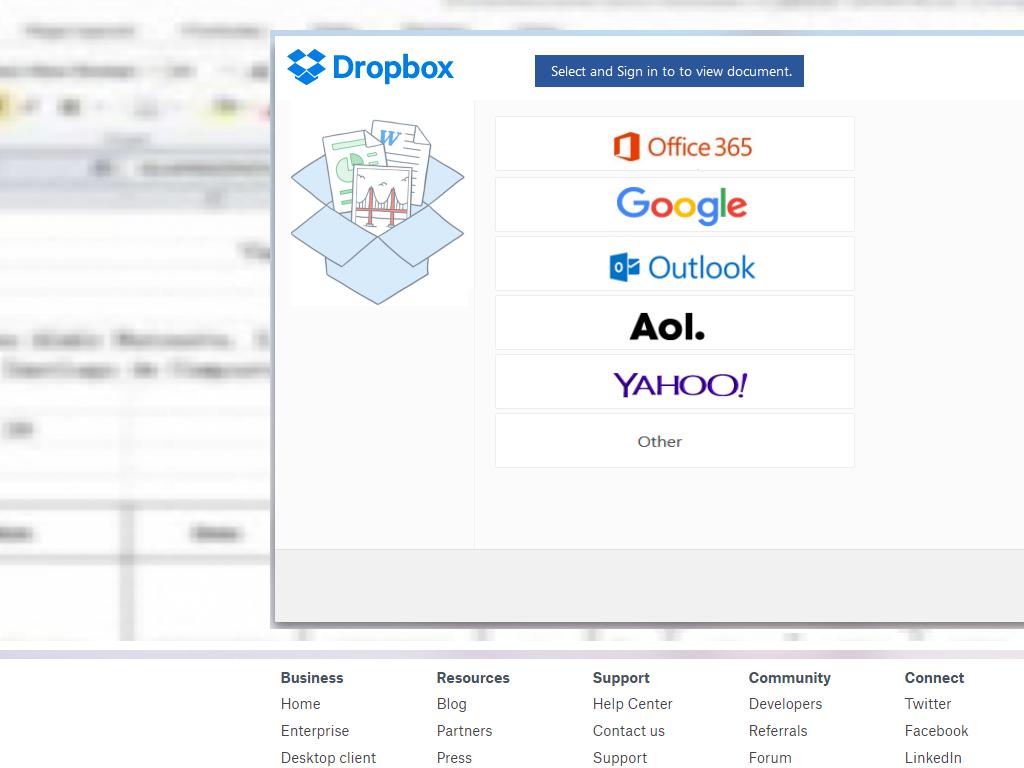 Dropbox
Select and Sign in to to view document.
W
Office 365
Google
Outlook
Aol.
YAHOO!
Other
Business Resources Support Community Connect
Home Blog Help Center Developers Twitter
Enterprise Partners Contact us Referrals Facebook
Desktop client Press Support Forum LinkedIn